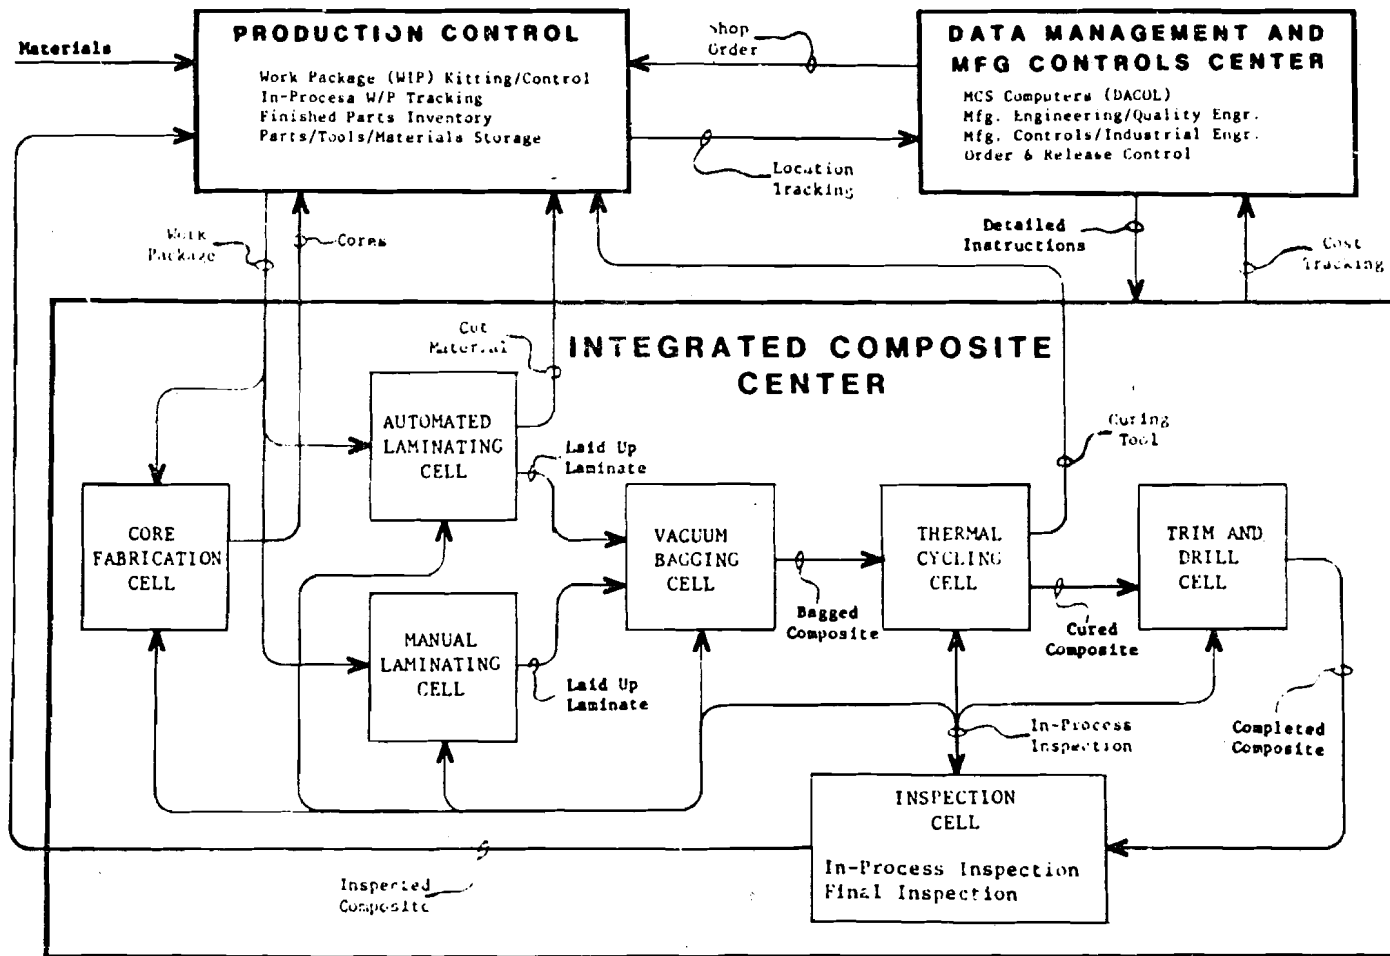 Materials
PRODUCTION CONTROL
Work Package (WIP) Kitting/Control
In-Process W/P Tracking
Finished Parts Inventory
Parts/Tools/Materials Storage
Shop
Order
Location
Tracking
DATA MANAGEMENT AND
MFG CONTROLS CENTER
MCS Computers (DACOL)
Mfg. Engineering/Quality Engr.
Mfg. Controls/Industrial Engr.
Order & Release Control
Work
Package
Cores
Detailed
Instructions
Cost
Tracking
INTEGRATED COMPOSITE
CENTER
Cut
Material
AUTOMATED
LAMINATING
CELL
Laid Up
Laminate
Curing
Tool
CORE
FABRICATION
CELL
VACUUM
BAGGING
CELL
THERMAL
CYCLING
CELL
TRIM AND
DRILL
CELL
MANUAL
LAMINATING
CELL
Laid Up
Laminate
Bagged
Composite
Cured
Composite
In-Process
Inspection
Completed
Composite
INSPECTION
CELL
In-Process Inspection
Final Inspection
Inspected
Composite